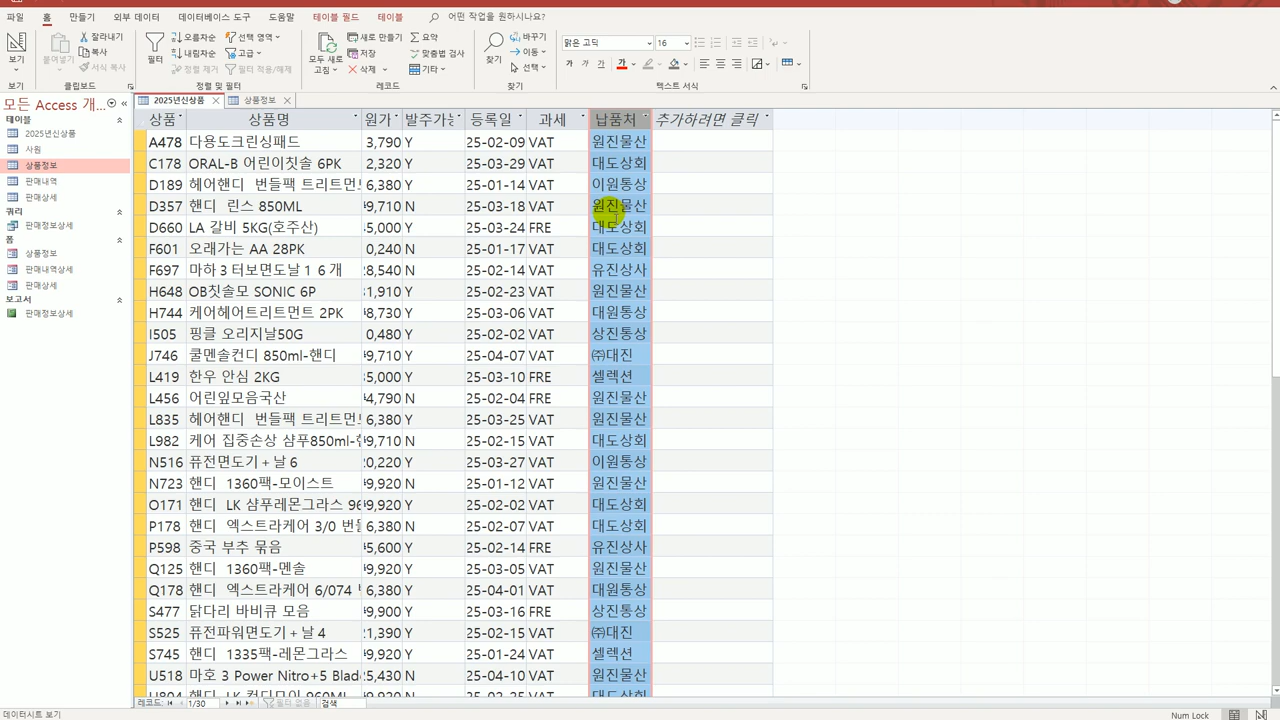 파일 홈 만들기 외부 데이터 데이터베이스 도구 도움말 테이블 필드 테이블 어떤 작업을 원하시나요?
보기 붙여넣기 잘라내기 복사 서식 복사 필터 오름차순 내림차순 정렬 제거 선택 영역 고급 필터 적용/해제 모두 새로 고침 새로 만들기 저장 삭제 요약 맞춤법 검사 기타 찾기 바꾸기 이동 선택 맑은 고딕 16
보기 클립보드 정렬 및 필터 레코드 찾기 텍스트 서식
모든 Access 개...
테이블
2025년신상품
사원
상품정보
판매내역
판매상세
쿼리
판매정보상세
폼
상품정보
판매내역상세
판매상세
보고서
판매정보상세
2025년신상품 상품정보
상품 상품명 원가 발주가능 등록일 과세 납품처 추가하려면 클릭
A478 다용도크린싱패드 3,790 Y 25-02-09 VAT 원진물산
C178 ORAL-B 어린이칫솔 6PK 2,320 Y 25-03-29 VAT 대도상회
D189 헤어핸디 번들팩 트리트먼트 6,380 Y 25-01-14 VAT 이원통상
D357 핸디 린스 850ML 9,710 N 25-03-18 VAT 원진물산
D660 LA 갈비 5KG(호주산) 5,000 Y 25-03-24 FRE 대도상회
F601 오래가는 AA 28PK 0,240 N 25-01-17 VAT 대도상회
F697 마하 3 터보면도날 1 6 개 8,540 N 25-02-14 VAT 유진상사
H648 OB칫솔모 SONIC 6P 1,910 Y 25-02-23 VAT 원진물산
H744 케어헤어트리트먼트 2PK 8,730 Y 25-03-06 VAT 대원통상
I505 핑클 오리지날50G 0,480 Y 25-02-02 VAT 상진통상
J746 쿨멘솔컨디 850ml-핸디 9,710 Y 25-04-07 VAT ㈜대진
L419 한우 안심 2KG 5,000 Y 25-03-10 FRE 셀렉션
L456 어린잎모음국산 4,790 N 25-02-04 FRE 원진물산
L835 헤어핸디 번들팩 트리트먼트 6,380 Y 25-03-25 VAT 원진물산
L982 케어 집중손상 샴푸850ml- 9,710 N 25-02-15 VAT 대도상회
N516 퓨전면도기 + 날 6 20,220 Y 25-03-27 VAT 이원통상
N723 핸디 1360팩-모이스트 9,920 N 25-01-12 VAT 원진물산
O171 핸디 LK 샴푸레몬그라스 96 9,920 Y 25-02-02 VAT 대도상회
P178 핸디 엑스트라케어 3/0 번들 6,380 N 25-02-07 VAT 대도상회
P598 중국 부추 묶음 5,600 Y 25-02-14 FRE 유진상사
Q125 핸디 1360팩-멘솔 9,920 Y 25-03-05 VAT 원진물산
Q178 핸디 엑스트라케어 6/074 6,380 Y 25-04-01 VAT 대원통상
S477 닭다리 바비큐 모음 9,900 Y 25-03-16 FRE 상진통상
S525 퓨전파워면도기 + 날 4 21,390 Y 25-02-15 VAT ㈜대진
S745 핸디 1335팩-레몬그라스 9,920 Y 25-01-24 VAT 셀렉션
U518 마호 3 Power Nitro+5 Blad 25,430 N 25-04-10 VAT 원진물산
레코드: 1/30 필터 없음 검색
데이터시트 보기 Num Lock